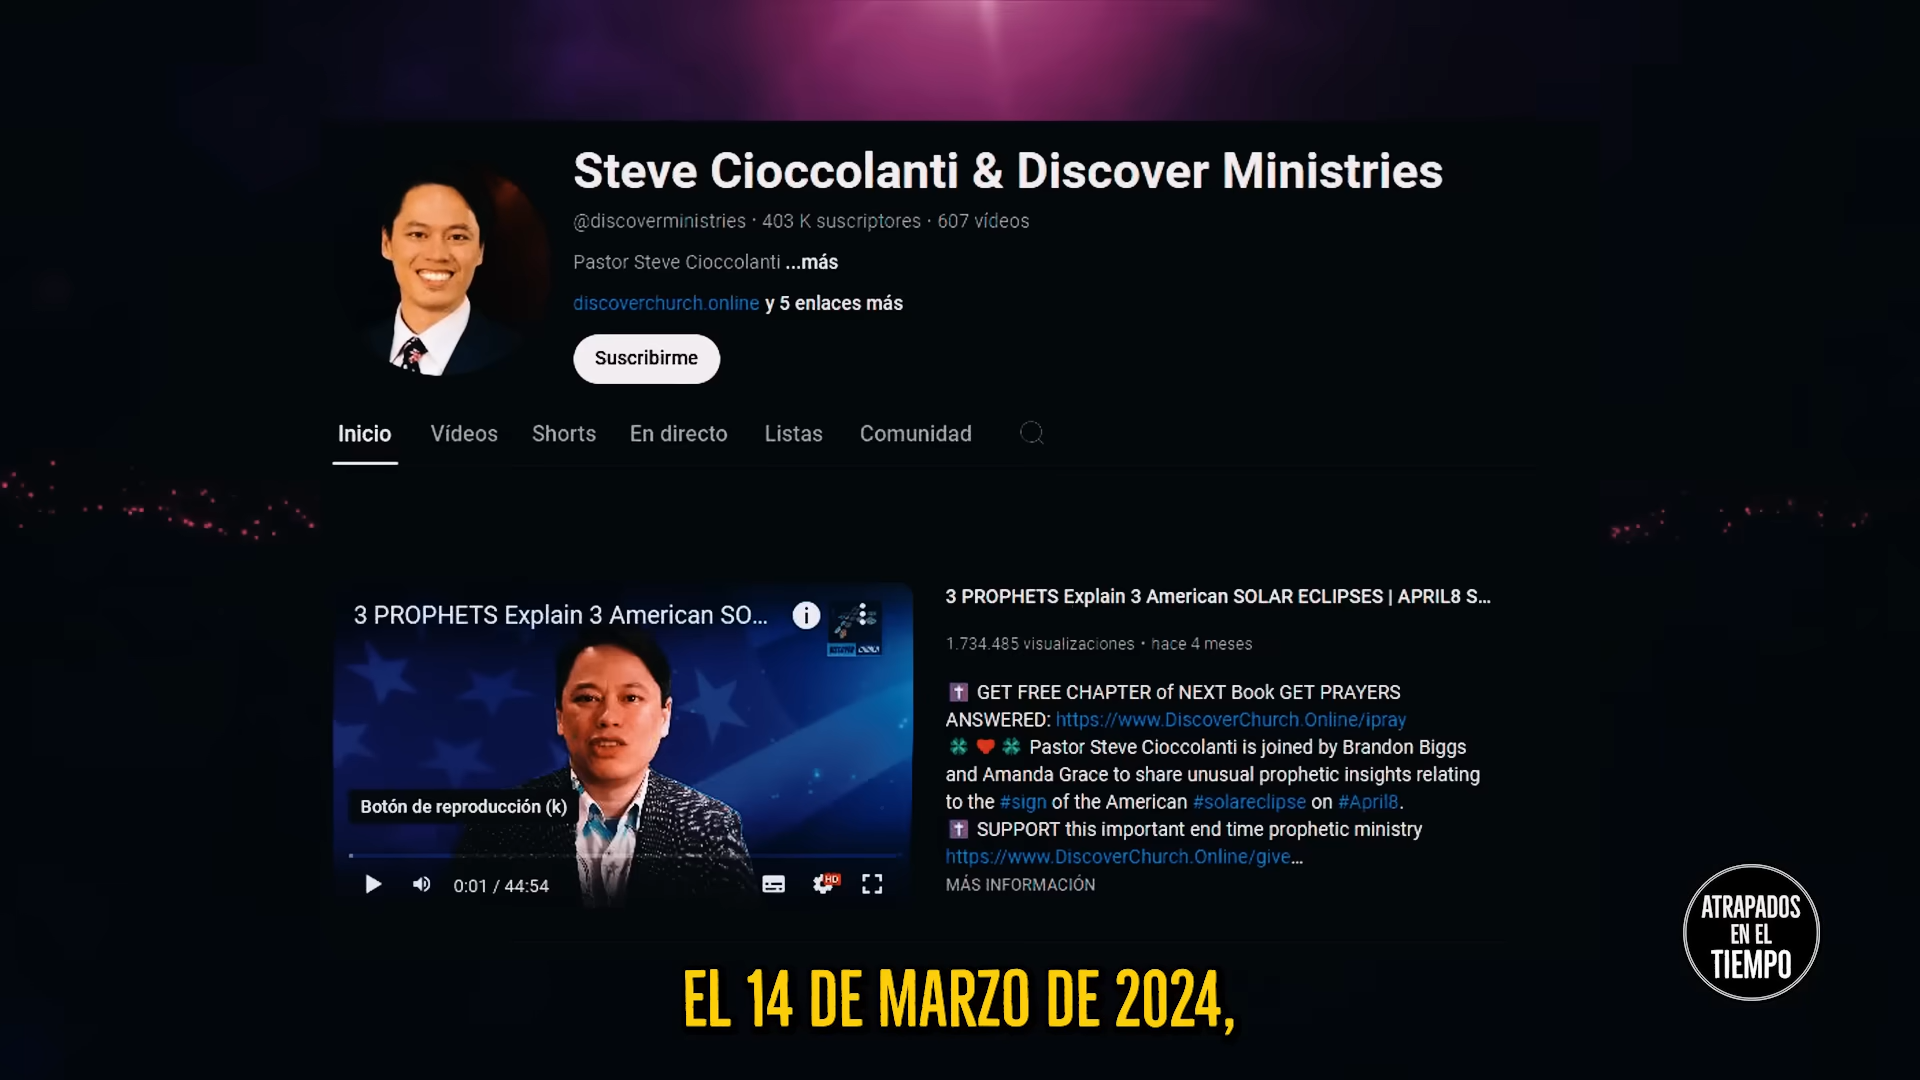 Steve Cioccolanti & Discover Ministries
@discoverministries · 403 K suscriptores · 607 vídeos
Pastor Steve Cioccolanti ...más
discoverchurch.online y 5 enlaces más
Suscribirme
Inicio
Vídeos
Shorts
En directo
Listas
Comunidad
3 PROPHETS Explain 3 American SO...
Botón de reproducción (k)
0:01 / 44:54
HD
3 PROPHETS Explain 3 American SOLAR ECLIPSES | APRIL8 S...
1.734.485 visualizaciones · hace 4 meses
✝️ GET FREE CHAPTER of NEXT Book GET PRAYERS
ANSWERED: https://www.DiscoverChurch.Online/ipray
🍀 ♥️ 🍀 Pastor Steve Cioccolanti is joined by Brandon Biggs
and Amanda Grace to share unusual prophetic insights relating
to the #sign of the American #solareclipse on #April8.
✝️ SUPPORT this important end time prophetic ministry
https://www.DiscoverChurch.Online/give...
MÁS INFORMACIÓN
ATRAPADOS
EN EL
TIEMPO
EL 14 DE MARZO DE 2024,